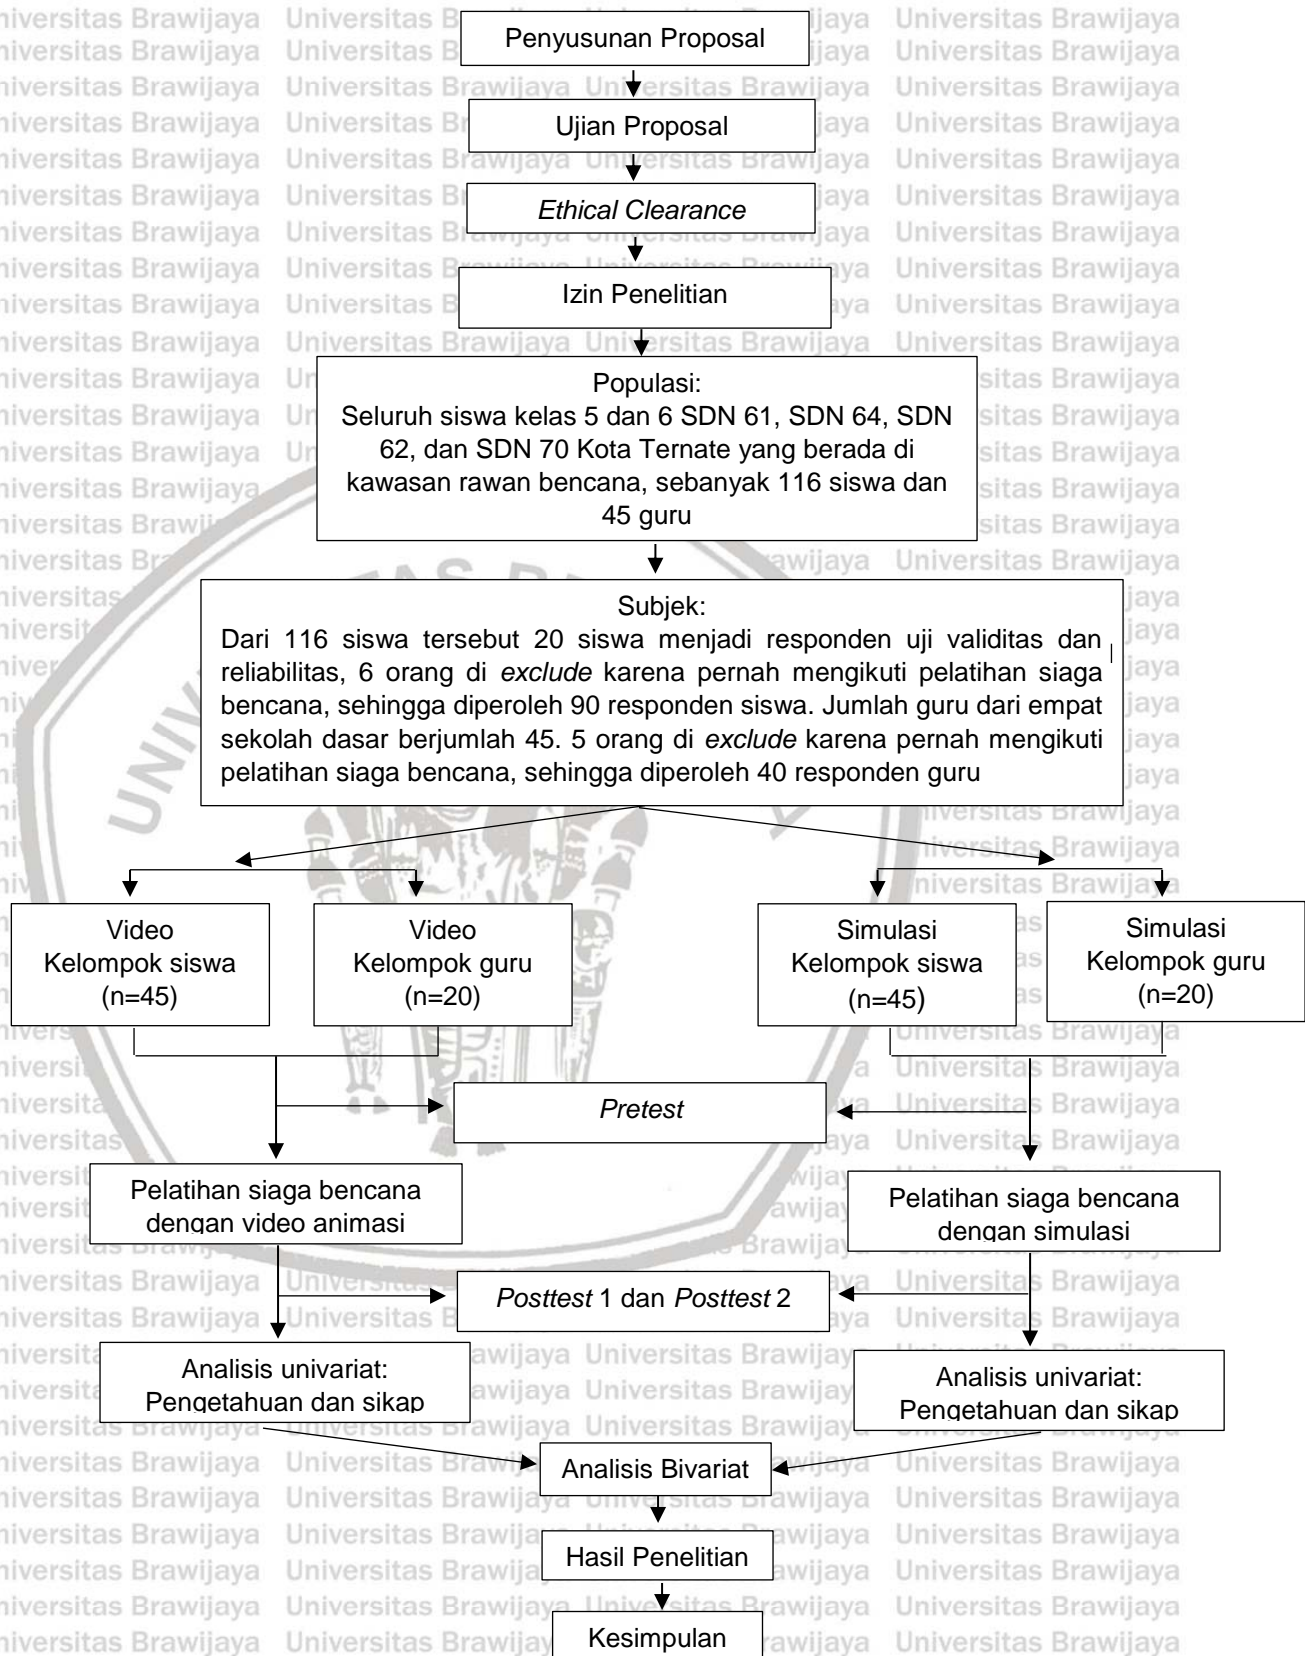 Penyusunan Proposal
Ujian Proposal
Ethical Clearance
Izin Penelitian
Populasi:
Seluruh siswa kelas 5 dan 6 SDN 61, SDN 64, SDN
62, dan SDN 70 Kota Ternate yang berada di
kawasan rawan bencana, sebanyak 116 siswa dan
45 guru
Subjek:
Dari 116 siswa tersebut 20 siswa menjadi responden uji validitas dan
reliabilitas, 6 orang di exclude karena pernah mengikuti pelatihan siaga
bencana, sehingga diperoleh 90 responden siswa. Jumlah guru dari empat
sekolah dasar berjumlah 45. 5 orang di exclude karena pernah mengikuti
pelatihan siaga bencana, sehingga diperoleh 40 responden guru
Video
Kelompok siswa
(n=45)
Video
Kelompok guru
(n=20)
Simulasi
Kelompok siswa
(n=45)
Simulasi
Kelompok guru
(n=20)
Pretest
Pelatihan siaga bencana
dengan video animasi
Pelatihan siaga bencana
dengan simulasi
Posttest 1 dan Posttest 2
Analisis univariat:
Pengetahuan dan sikap
Analisis univariat:
Pengetahuan dan sikap
Analisis Bivariat
Hasil Penelitian
Kesimpulan